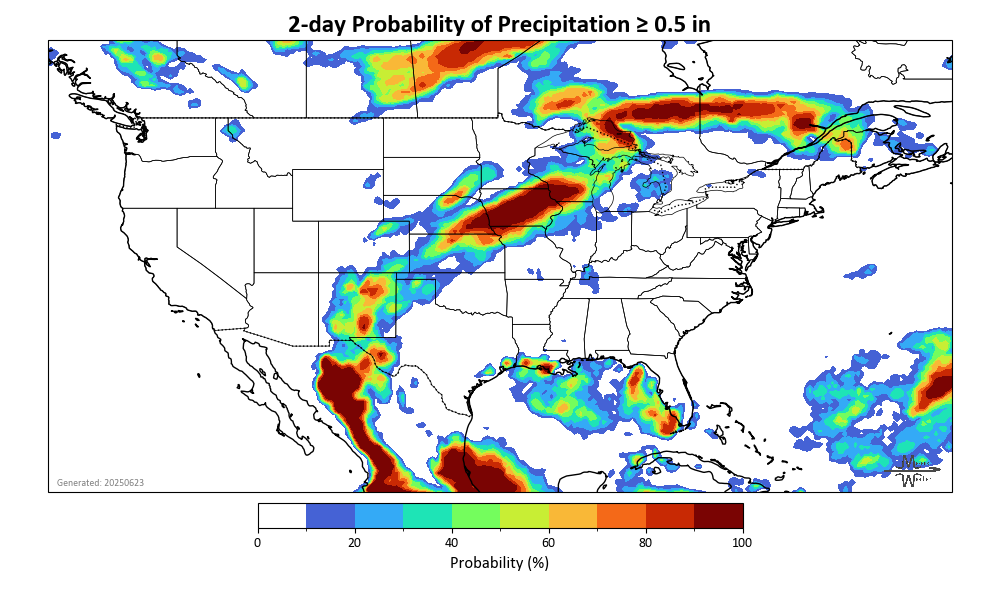 2-day Probability of Precipitation ≥ 0.5 in
Generated: 20250623
0 20 40 60 80 100
Probability (%)